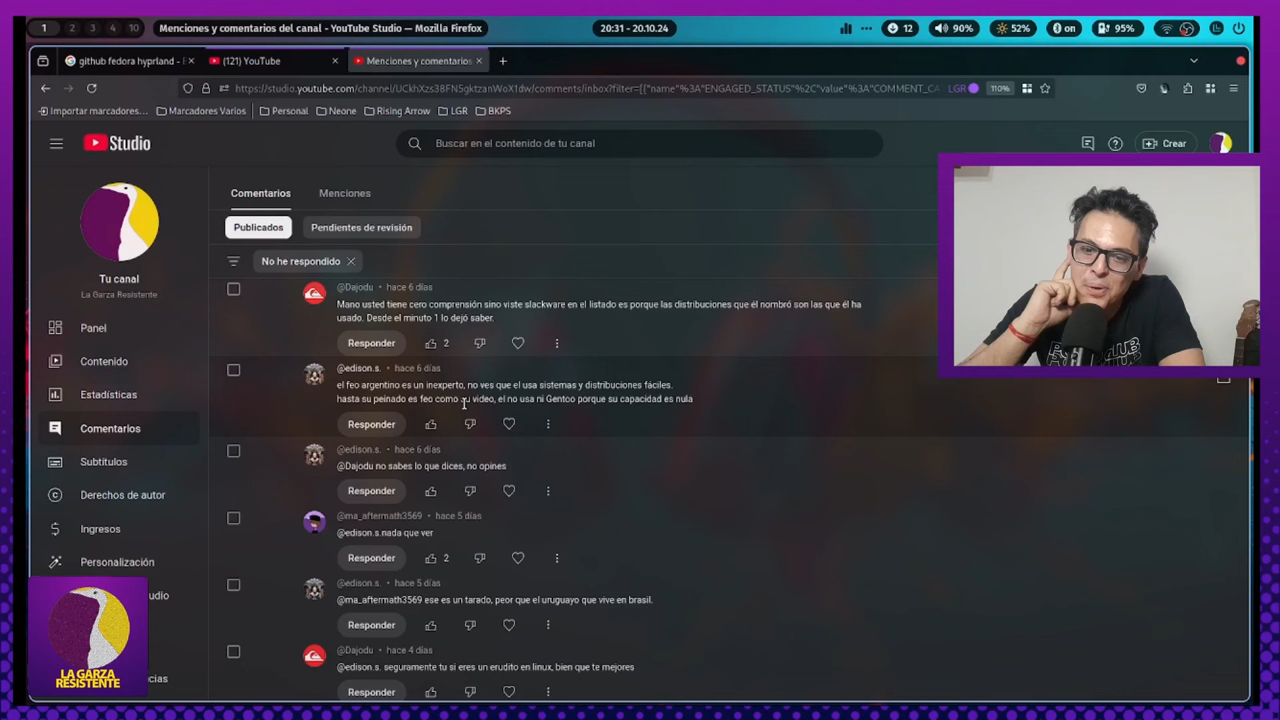 1 2 3 4 10 Menciones y comentarios del canal - YouTube Studio — Mozilla Firefox 20:31 - 20.10.24 12 90% 52% on 95%
github fedora hyprland - (121) YouTube Menciones y comentarios
https://studio.youtube.com/channel/UCkhXzs38FN5gktzanWoX1dw/comments/inbox?filter=[{"name"%3A"ENGAGED_STATUS"%2C"value"%3A"COMMENT_CA LGR 110%
Importar marcadores... Marcadores Varios Personal Neone Rising Arrow LGR BKPS
Studio Buscar en el contenido de tu canal Crear
Comentarios Menciones
Publicados Pendientes de revisión
No he respondido
Tu canal
La Garza Resistente
Panel
Contenido
Estadísticas
Comentarios
Subtítulos
Derechos de autor
Ingresos
Personalización
studio
cias
@Dajodu • hace 6 días
Mano usted tiene cero comprensión sino viste slackware en el listado es porque las distribuciones que él nombró son las que él ha
usado. Desde el minuto 1 lo dejó saber.
Responder 2
@edison.s. • hace 6 días
el feo argentino es un inexperto, no ves que el usa sistemas y distribuciones fáciles.
hasta su peinado es feo como su video, el no usa ni Gentoo porque su capacidad es nula
Responder
@edison.s. • hace 6 días
@Dajodu no sabes lo que dices, no opines
Responder
@ma_aftermath3569 • hace 5 días
@edison.s.nada que ver
Responder 2
@edison.s. • hace 5 días
@ma_aftermath3569 ese es un tarado, peor que el uruguayo que vive en brasil.
Responder
@Dajodu • hace 4 días
@edison.s. seguramente tu si eres un erudito en linux, bien que te mejores
Responder
LA GARZA
RESISTENTE